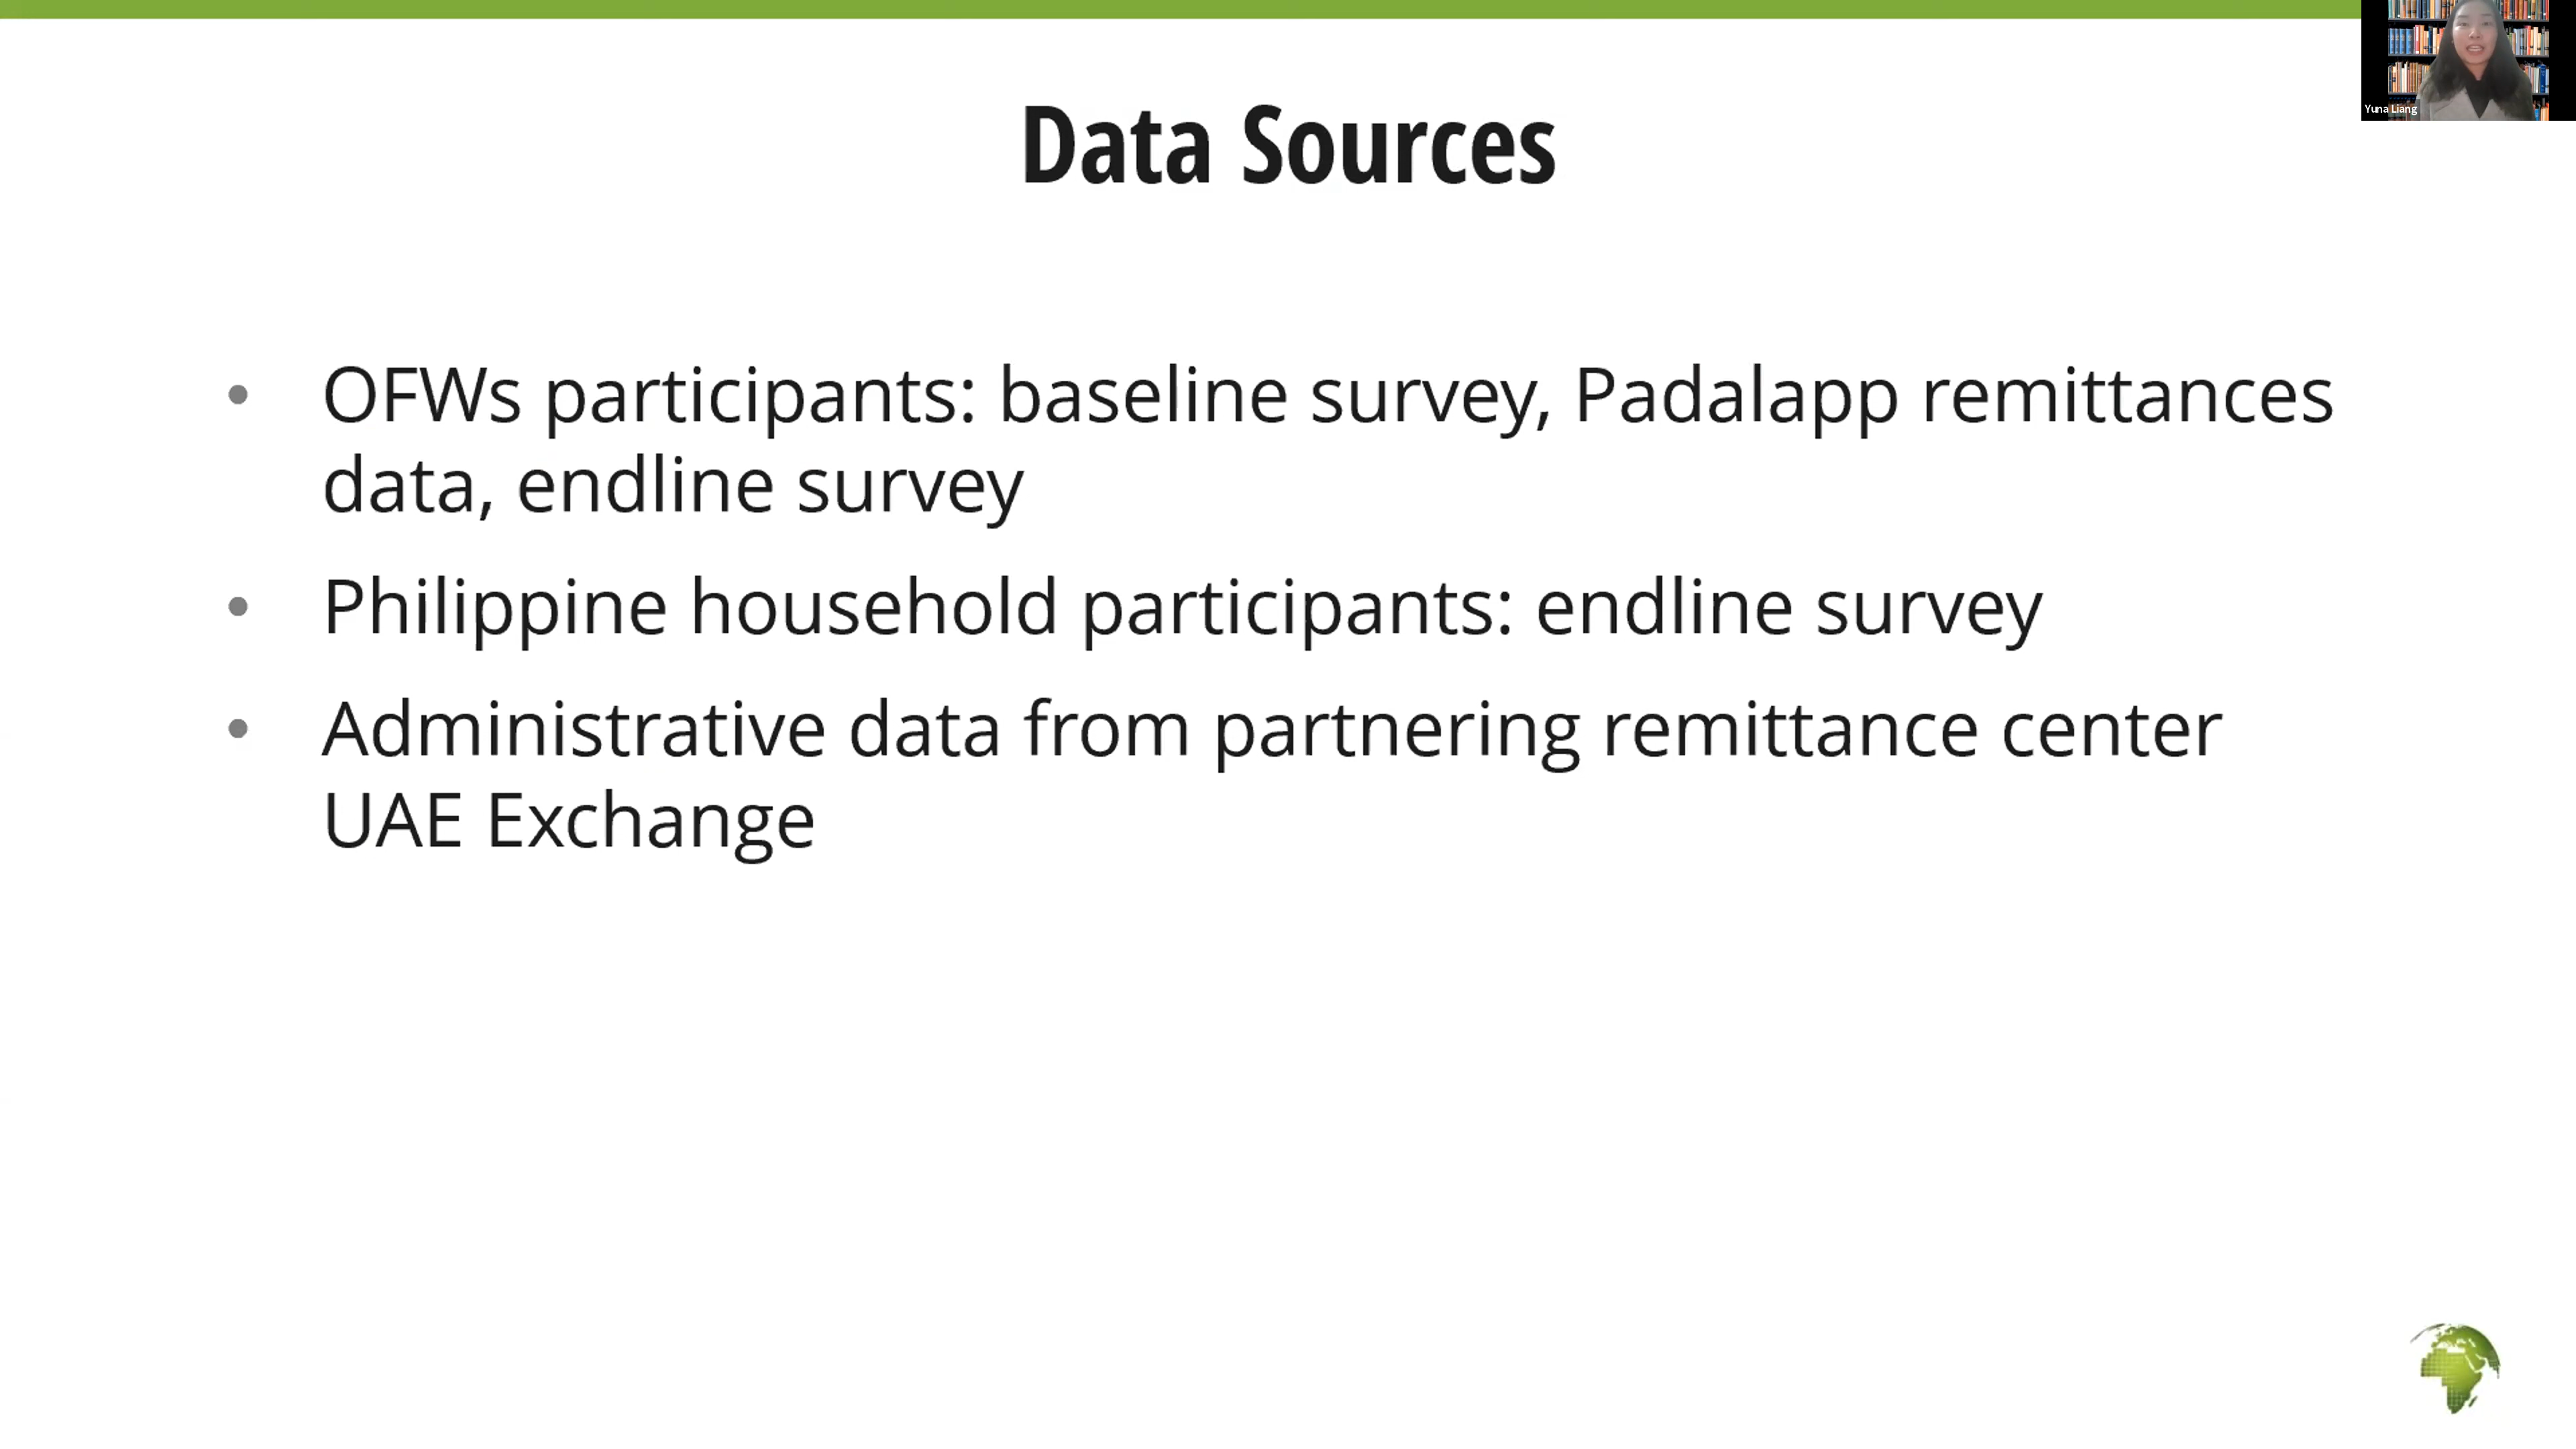 Data Sources
Yuna Liang
• OFWs participants: baseline survey, Padalapp remittances
data, endline survey
• Philippine household participants: endline survey
• Administrative data from partnering remittance center
UAE Exchange